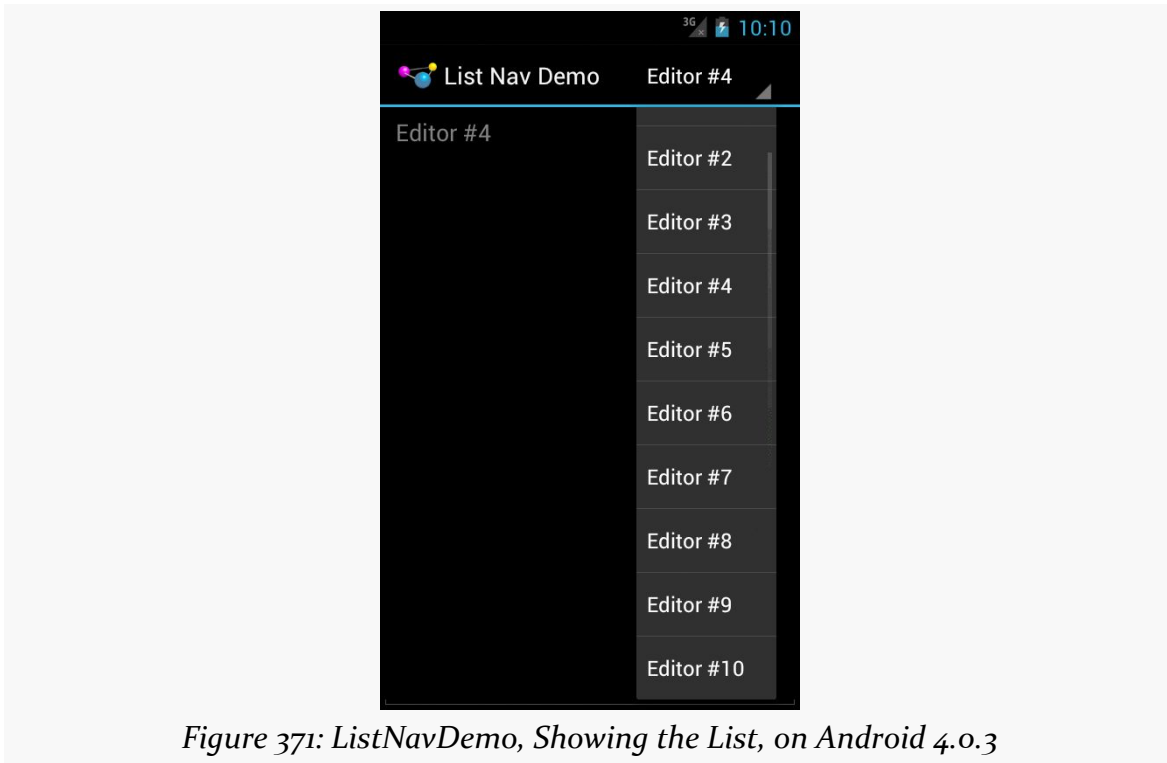 3G 10:10
List Nav Demo Editor #4
Editor #4
Editor #2
Editor #3
Editor #4
Editor #5
Editor #6
Editor #7
Editor #8
Editor #9
Editor #10
Figure 371: ListNavDemo, Showing the List, on Android 4.0.3